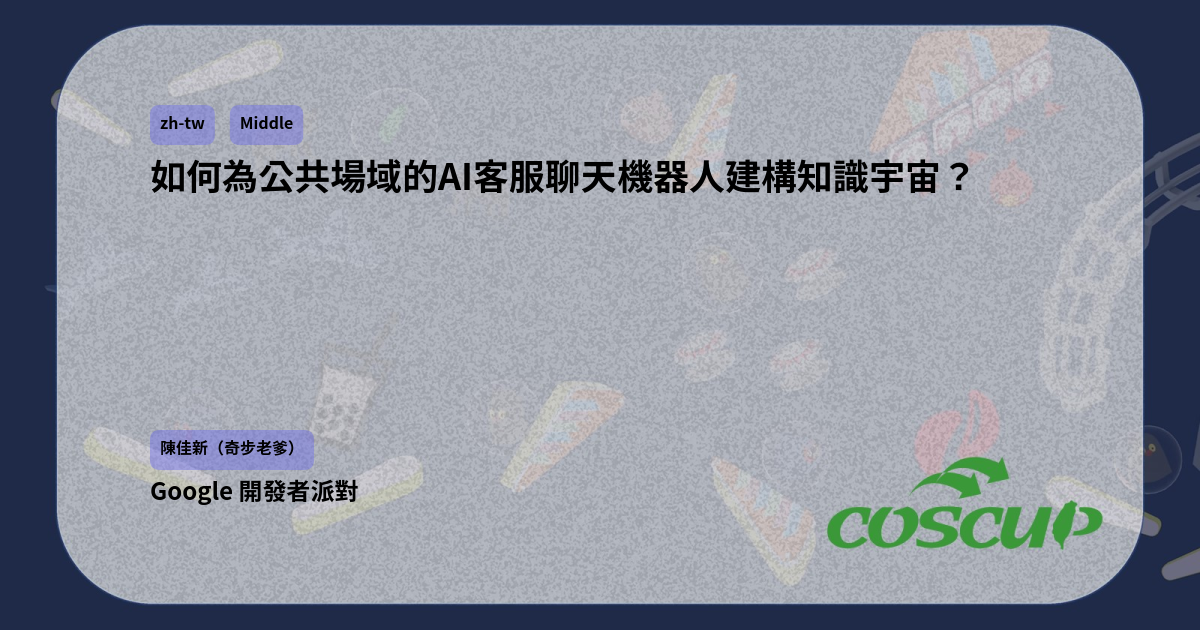 zh-tw Middle
如何為公共場域的AI客服聊天機器人建構知識宇宙？
陳佳新（奇步老爹）
Google 開發者派對
COSCUP